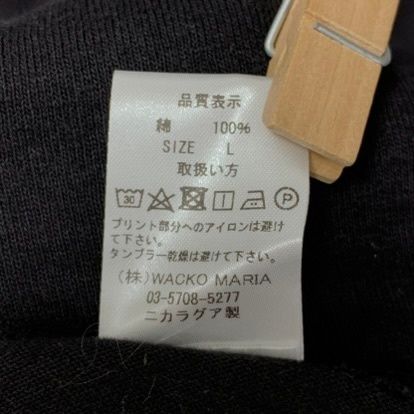 品質表示
綿 100%
SIZE L
取扱い方
30 P
プリント部分へのアイロンは避け
て下さい。
タンブラー乾燥は避けて下さい。
(株)WACKO MARIA
03-5708-5277
ニカラグア製